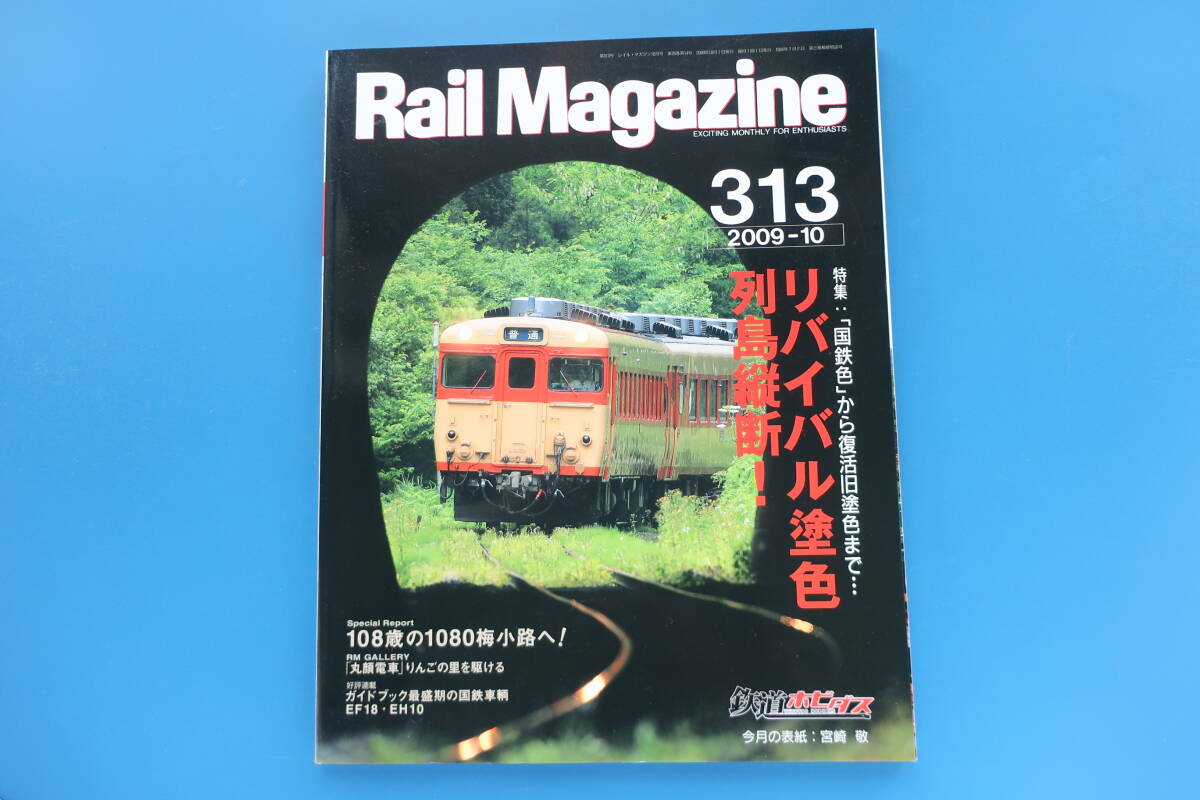 Rail Magazine
EXCITING MONTHLY FOR ENTHUSIASTS
313
2009-10
特集：「国鉄色」から復活旧塗色まで…
リバイバル塗色
列島縦断！
普通
Special Report
108歳の1080梅小路へ！
RM GALLERY
「丸顔電車」りんごの里を駆ける
好評連載
ガイドブック最盛期の国鉄車輌
EF18・EH10
鉄道ホビダス
今月の表紙：宮崎 敬